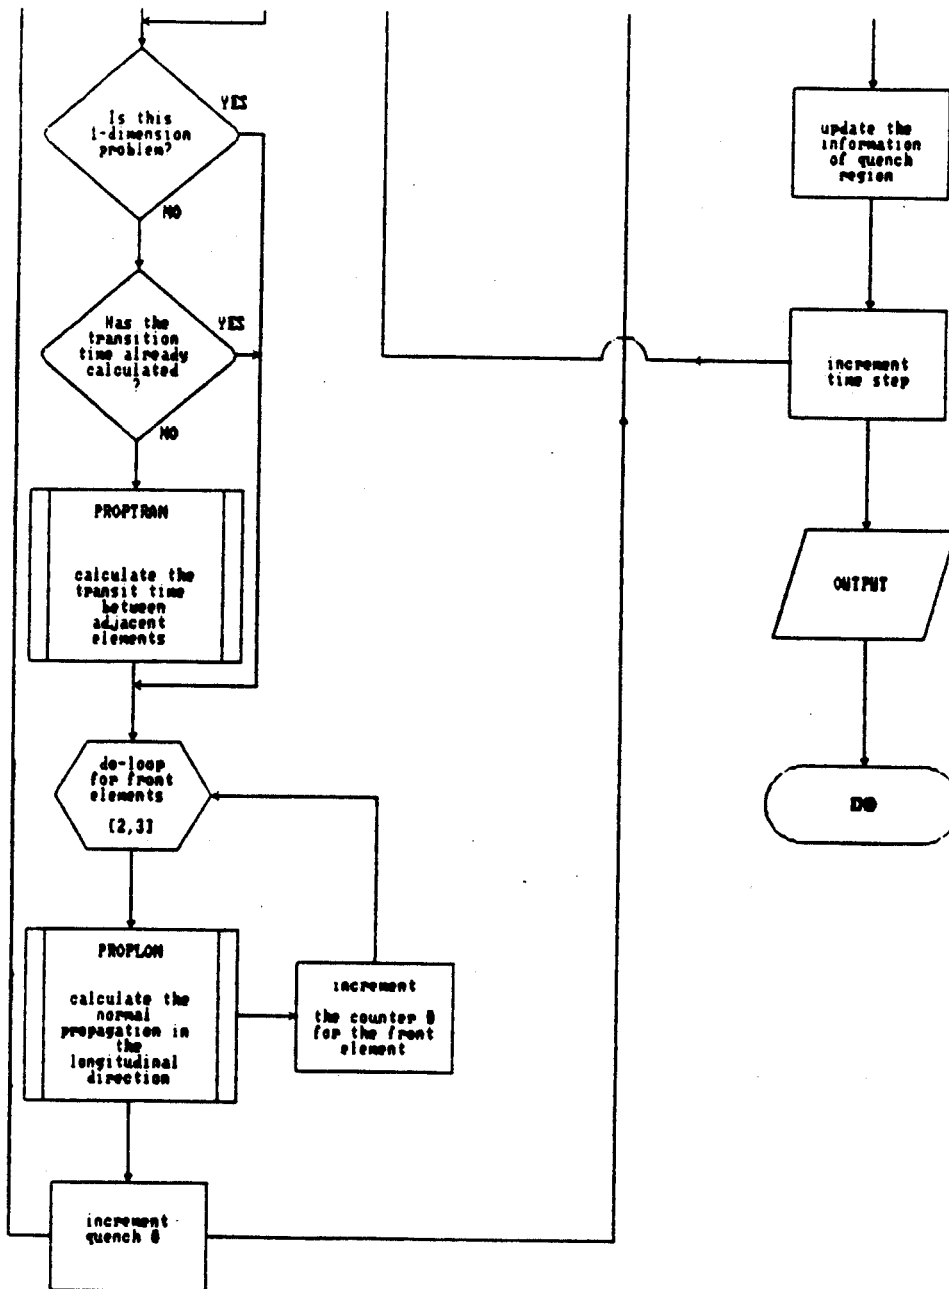 YES
Is this
1-dimension
problem?
NO
Has the
transition
time already
calculated
?
YES
NO
PROPTRAN
calculate the
transit time
between
adjacent
elements
do-loop
for front
elements
[2,3]
PROPLON
calculate the
normal
propagation in
the
longitudinal
direction
increment
the counter #
for the front
element
increment
quench #
update the
information
of quench
region
increment
time step
OUTPUT
END